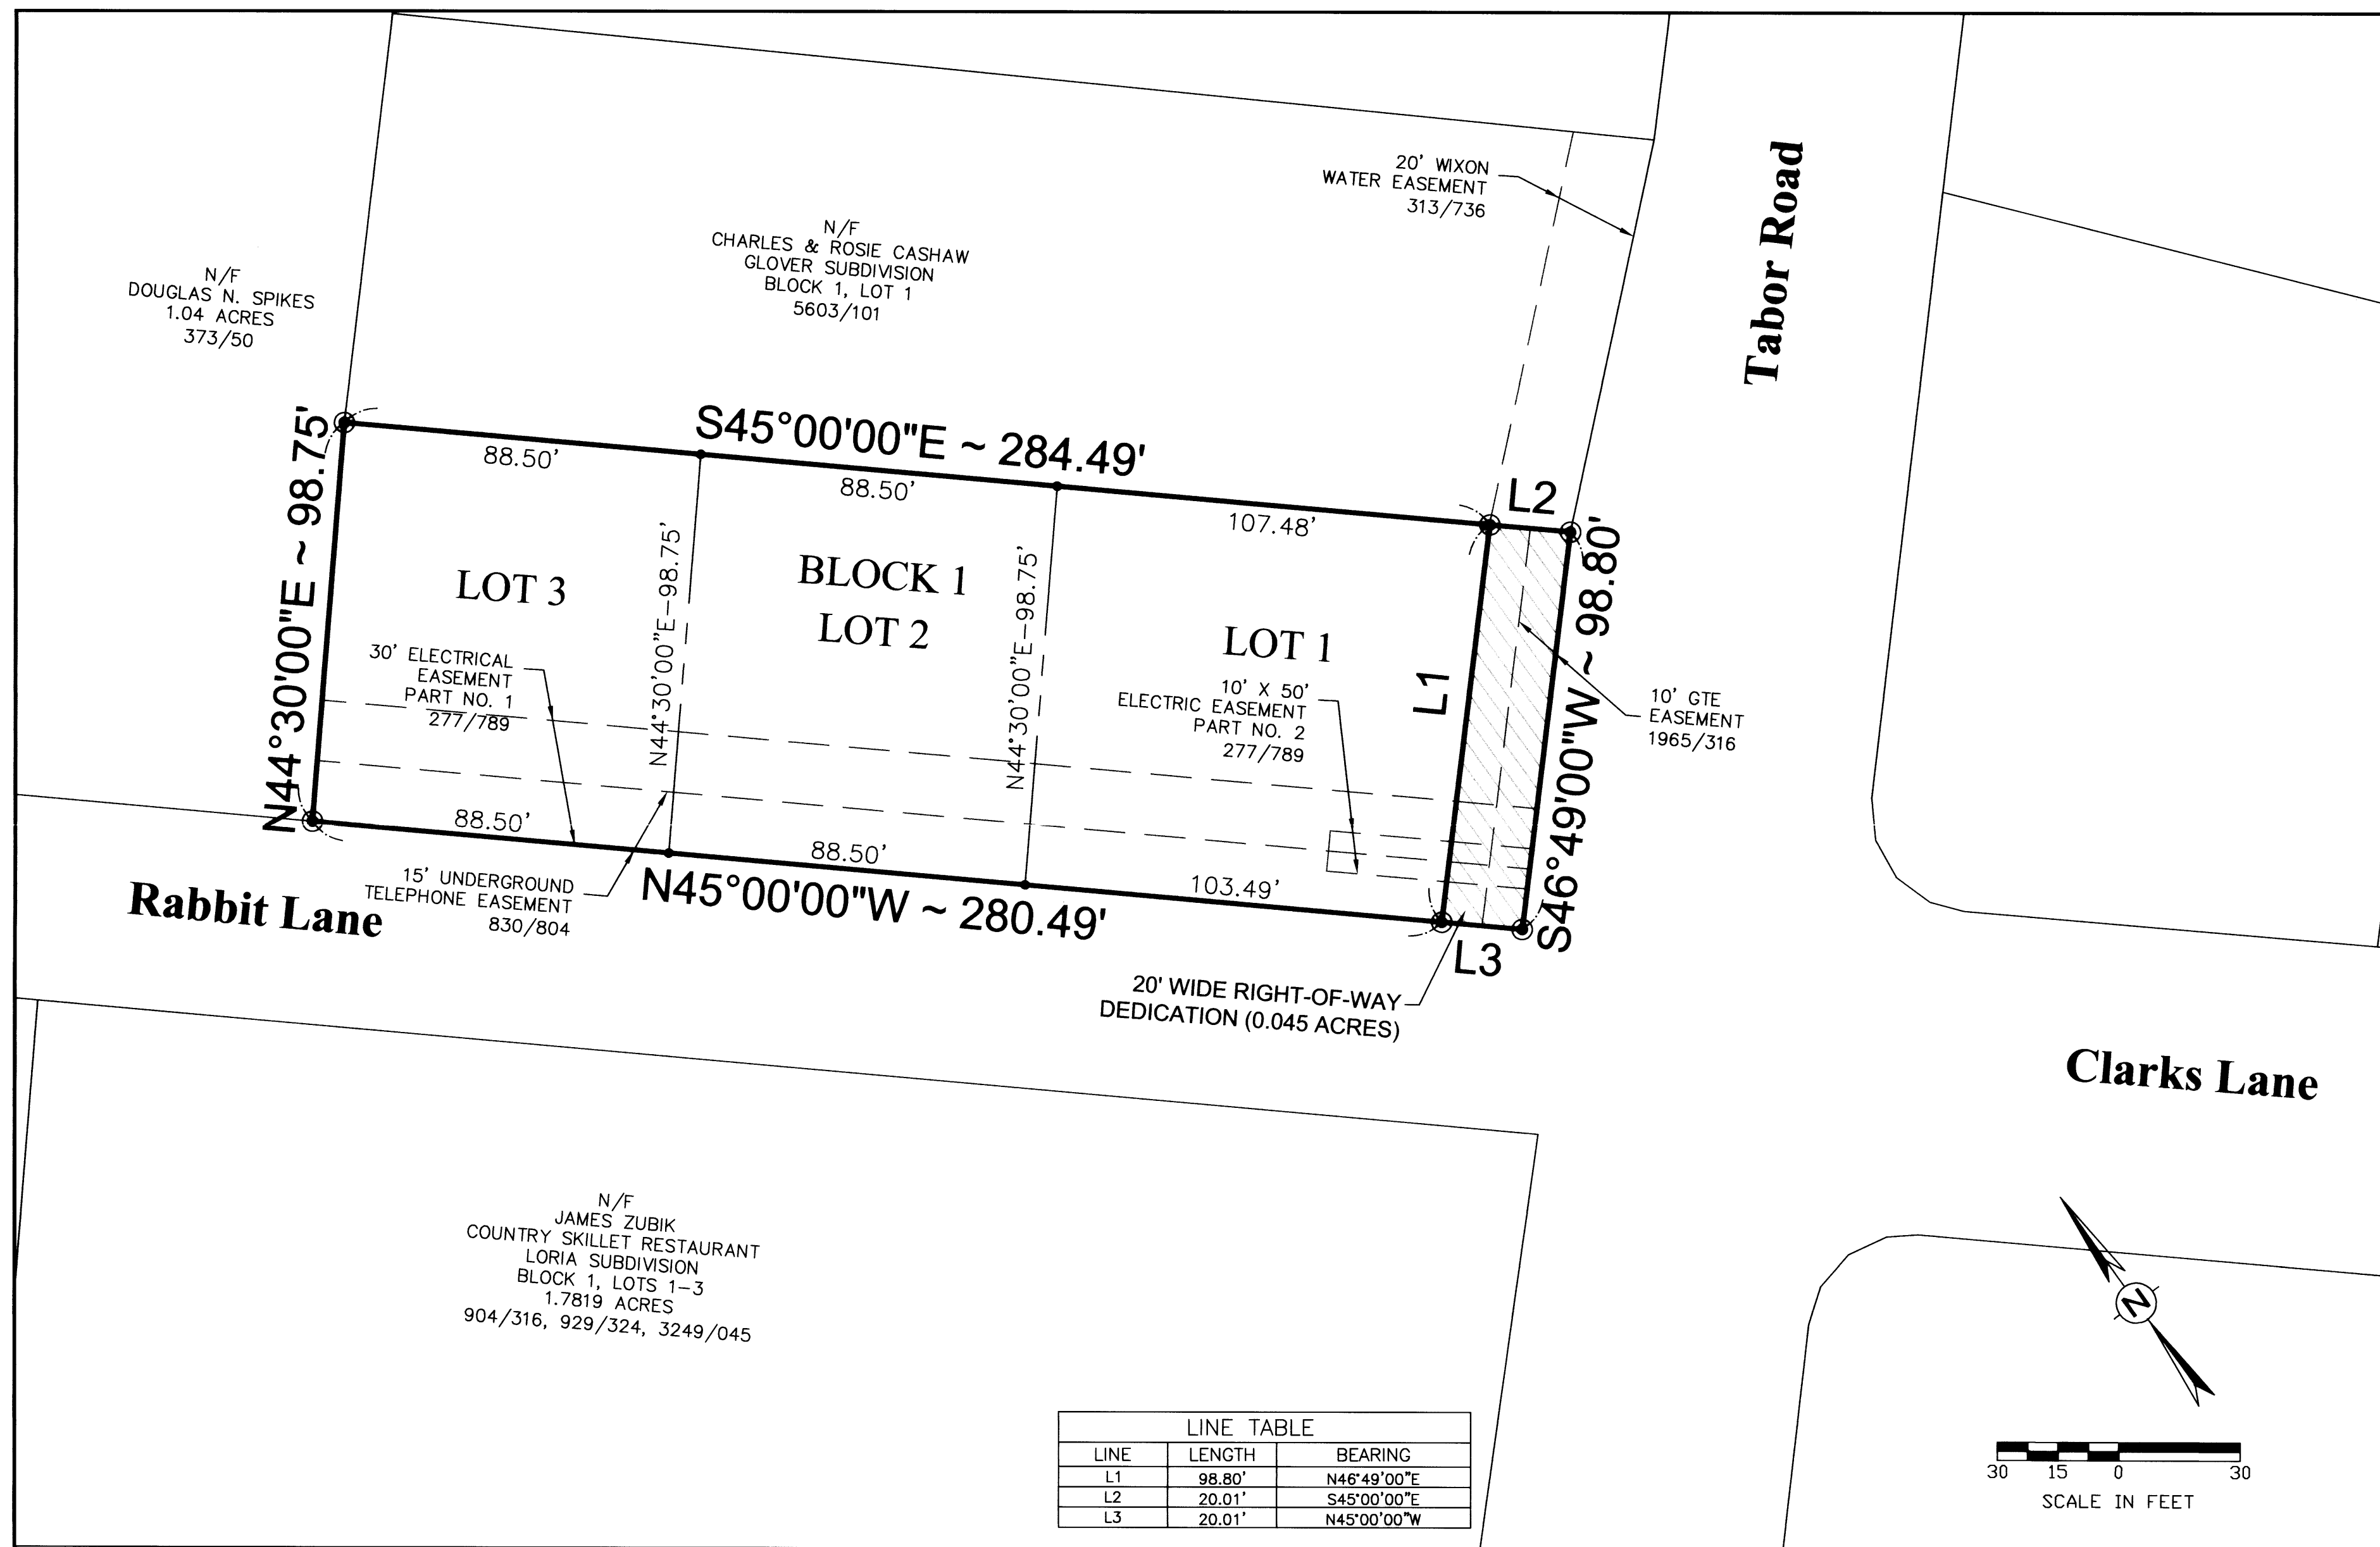 20' WIXON
WATER EASEMENT
313/736
Tabor Road
N/F
CHARLES & ROSIE CASHAW
GLOVER SUBDIVISION
BLOCK 1, LOT 1
5603/101
N/F
DOUGLAS N. SPIKES
1.04 ACRES
373/50
S45°00'00"E ~ 284.49'
88.50'
88.50'
107.48'
L2
N44°30'00"E ~ 98.75'
LOT 3
N44°30'00"E-98.75'
BLOCK 1
LOT 2
N44°30'00"E-98.75'
LOT 1
L1
S46°49'00"W ~ 98.80'
30' ELECTRICAL
EASEMENT
PART NO. 1
277/789
10' X 50'
ELECTRIC EASEMENT
PART NO. 2
277/789
10' GTE
EASEMENT
1965/316
88.50'
88.50'
103.49'
N45°00'00"W ~ 280.49'
L3
15' UNDERGROUND
TELEPHONE EASEMENT
830/804
Rabbit Lane
20' WIDE RIGHT-OF-WAY
DEDICATION (0.045 ACRES)
Clarks Lane
N/F
JAMES ZUBIK
COUNTRY SKILLET RESTAURANT
LORIA SUBDIVISION
BLOCK 1, LOTS 1-3
1.7819 ACRES
904/316, 929/324, 3249/045
N
LINE TABLE
LINE LENGTH BEARING
L1 98.80' N46°49'00"E
L2 20.01' S45°00'00"E
L3 20.01' N45°00'00"W
30 15 0 30
SCALE IN FEET